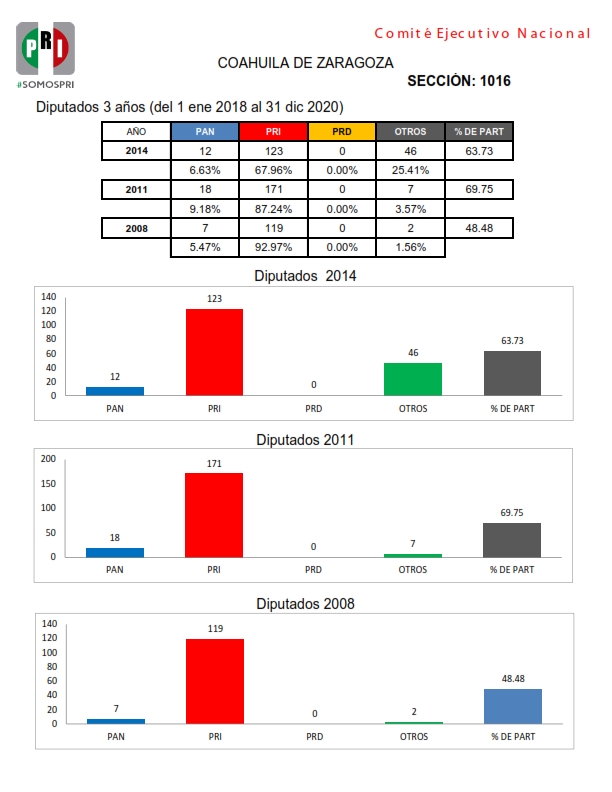 Comité Ejecutivo Nacional
PRI
#SOMOSPRI
COAHUILA DE ZARAGOZA
SECCIÓN: 1016
Diputados 3 años (del 1 ene 2018 al 31 dic 2020)
AÑO PAN PRI PRD OTROS % DE PART
2014 12 123 0 46 63.73
6.63% 67.96% 0.00% 25.41%
2011 18 171 0 7 69.75
9.18% 87.24% 0.00% 3.57%
2008 7 119 0 2 48.48
5.47% 92.97% 0.00% 1.56%
Diputados 2014
140
120
100
80
60
40
20
0
12 123 0 46 63.73
PAN PRI PRD OTROS % DE PART
Diputados 2011
200
150
100
50
0
18 171 0 7 69.75
PAN PRI PRD OTROS % DE PART
Diputados 2008
140
120
100
80
60
40
20
0
7 119 0 2 48.48
PAN PRI PRD OTROS % DE PART